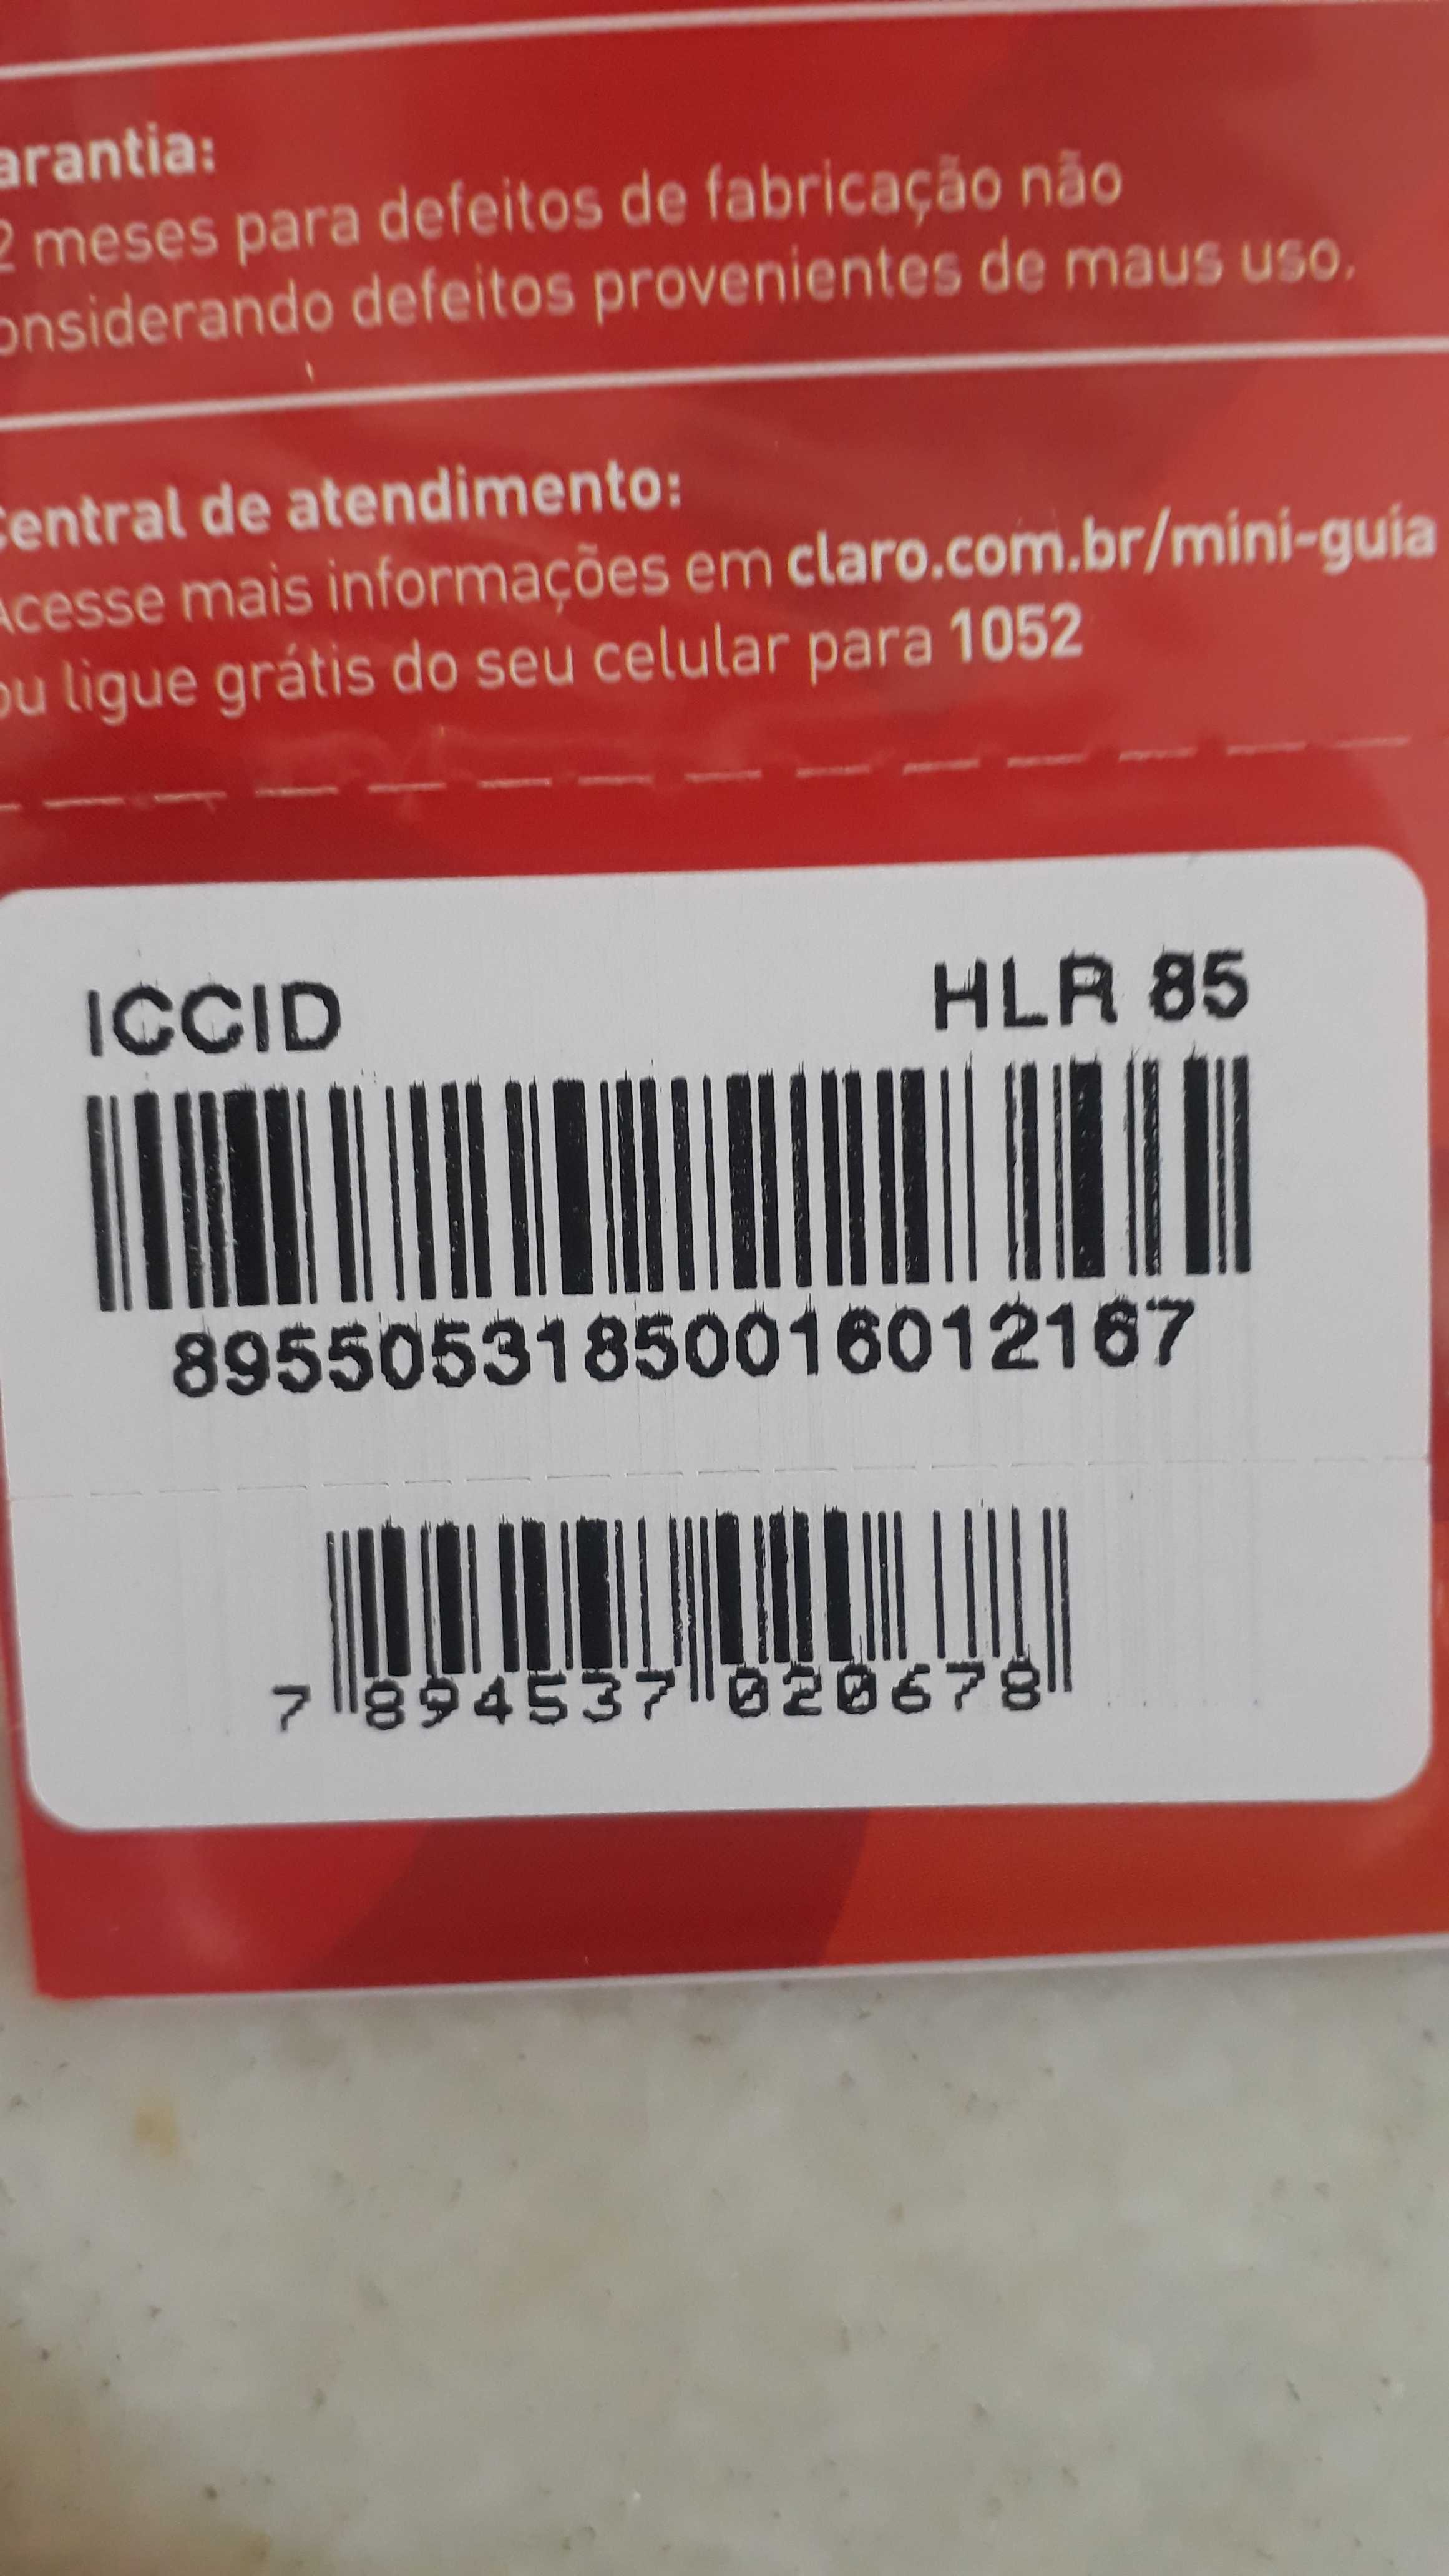 arantia:
2 meses para defeitos de fabricação não
onsiderando defeitos provenientes de maus uso.
entral de atendimento:
Acesse mais informações em claro.com.br/mini-guia
ou ligue grátis do seu celular para 1052
ICCID HLR 85
89550531850016012167
7 894537 020678